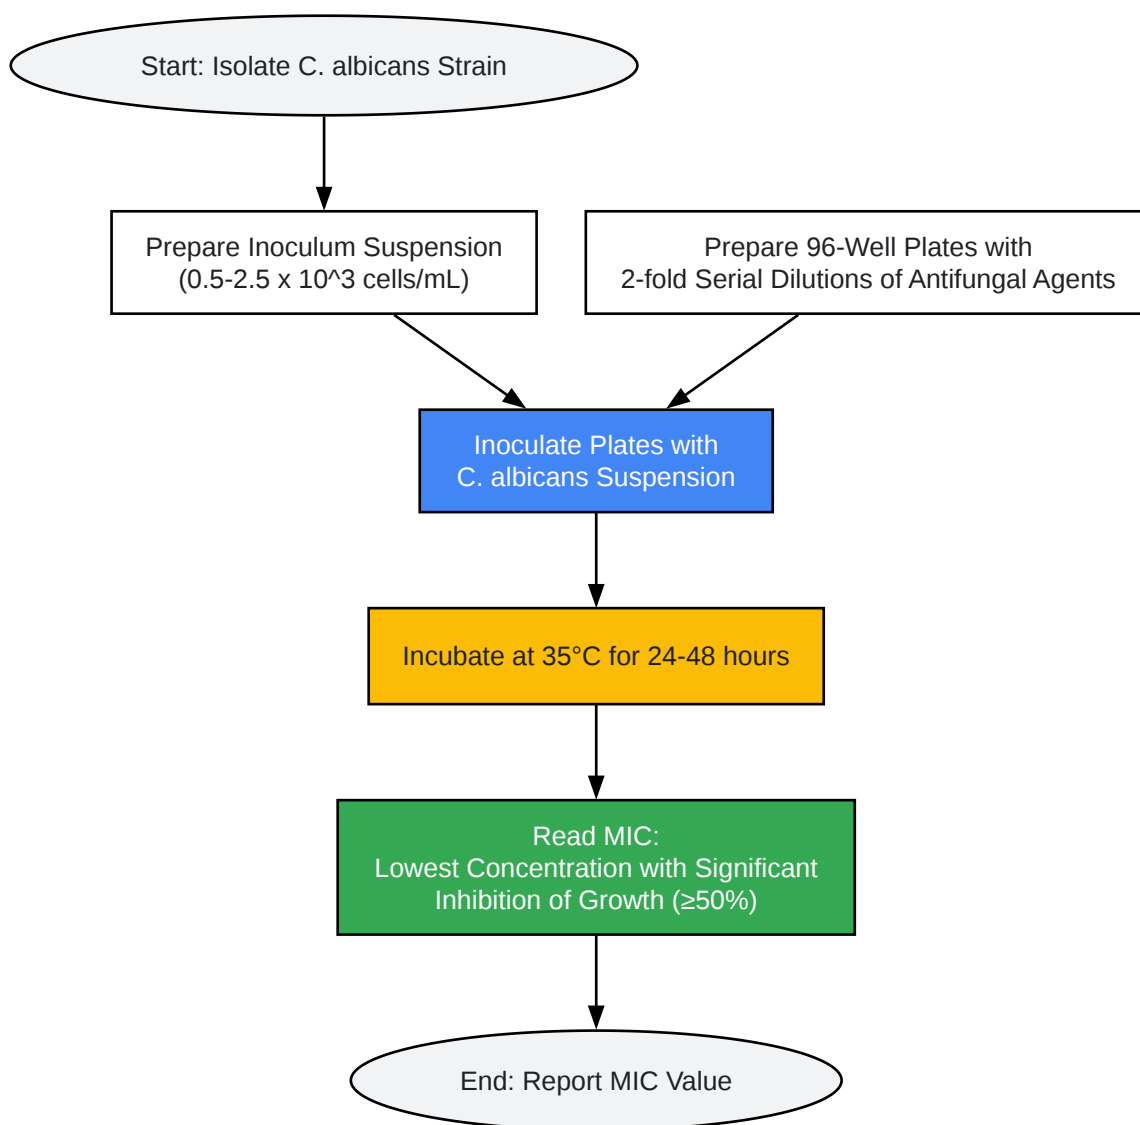 Start: Isolate C. albicans Strain
Prepare Inoculum Suspension
(0.5-2.5 x 10^3 cells/mL)
Prepare 96-Well Plates with
2-fold Serial Dilutions of Antifungal Agents
Inoculate Plates with
C. albicans Suspension
Incubate at 35°C for 24-48 hours
Read MIC:
Lowest Concentration with Significant
Inhibition of Growth (≥50%)
End: Report MIC Value